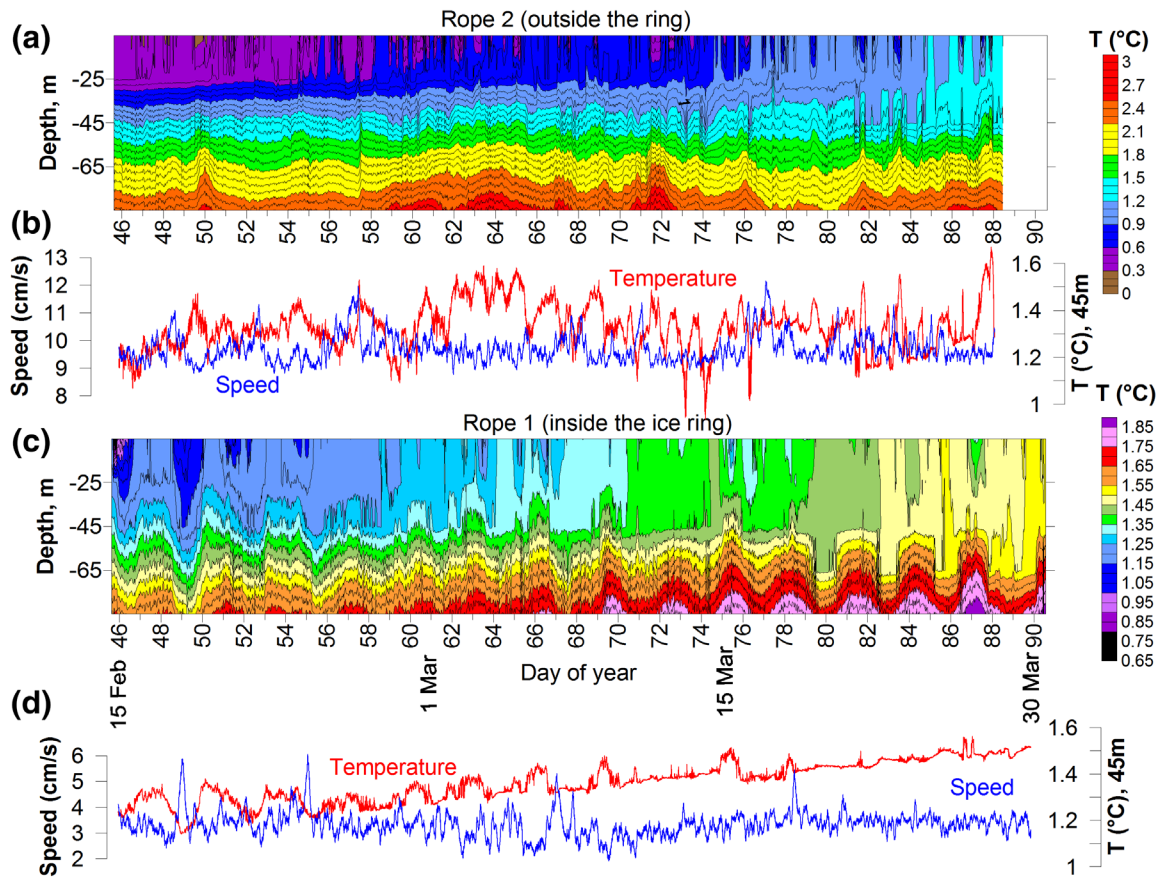 (a)
Rope 2 (outside the ring)
T (°C)
Depth, m
-25
-45
-65
3
2.7
2.4
2.1
1.8
1.5
1.2
0.9
0.6
0.3
0
46 48 50 52 54 56 58 60 62 64 66 68 70 72 74 76 78 80 82 84 86 88 90
(b)
Speed (cm/s)
13
12
11
10
9
8
Temperature
Speed
1.6
1.4
1.2
1
T (°C), 45m
(c)
Rope 1 (inside the ice ring)
T (°C)
Depth, m
-25
-45
-65
1.85
1.75
1.65
1.55
1.45
1.35
1.25
1.15
1.05
0.95
0.85
0.75
0.65
46 48 50 52 54 56 58 60 62 64 66 68 70 72 74 76 78 80 82 84 86 88 90
Day of year
15 Feb
1 Mar
15 Mar
30 Mar
(d)
Speed (cm/s)
6
5
4
3
2
Temperature
Speed
1.6
1.4
1.2
1
T (°C), 45m